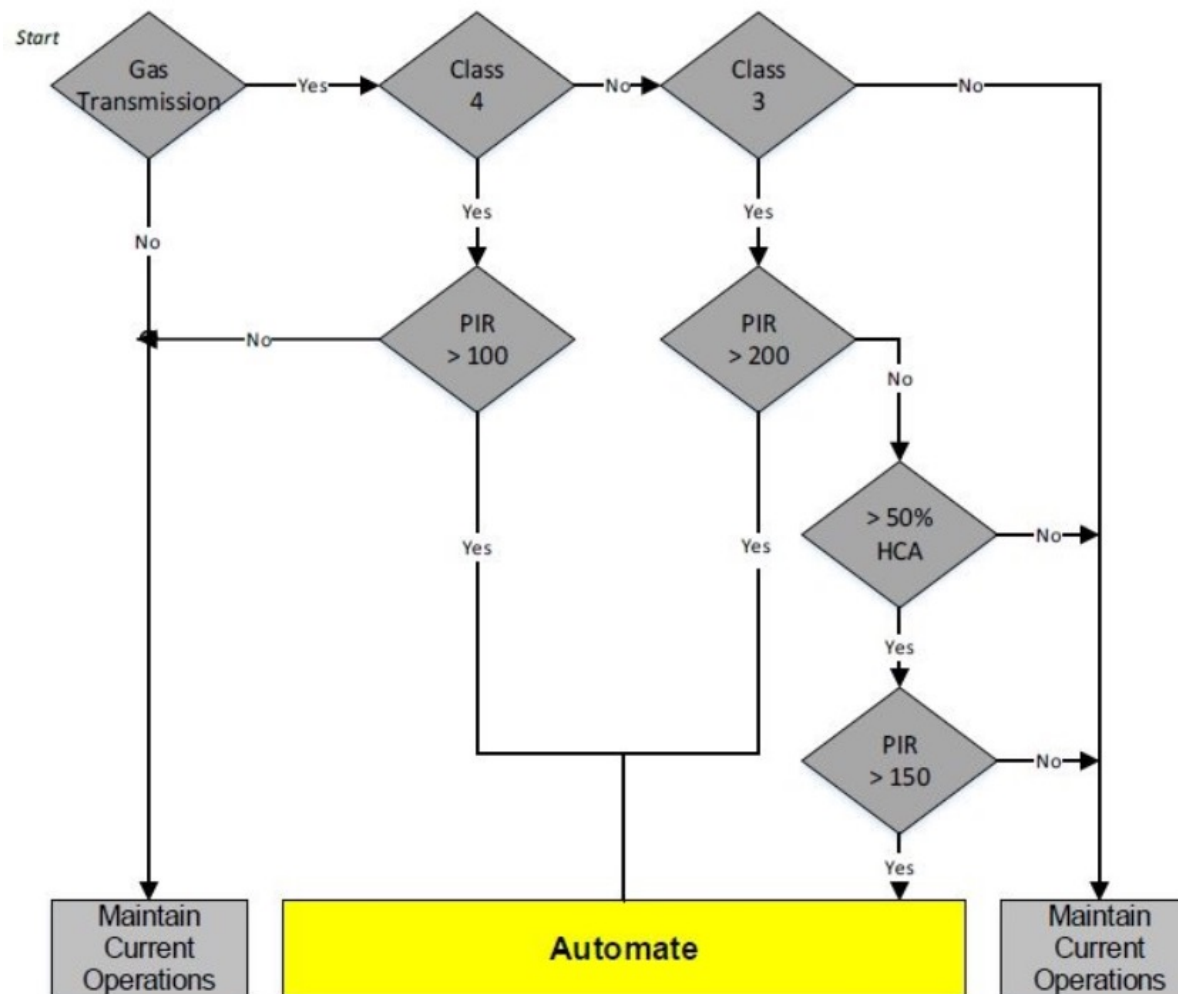 Start
Gas
Transmission
Yes
Class
4
No
Class
3
No
No
Yes
Yes
No
PIR
> 100
PIR
> 200
No
Yes
Yes
> 50%
HCA
No
Yes
PIR
> 150
No
Yes
Maintain
Current
Operations
Automate
Maintain
Current
Operations